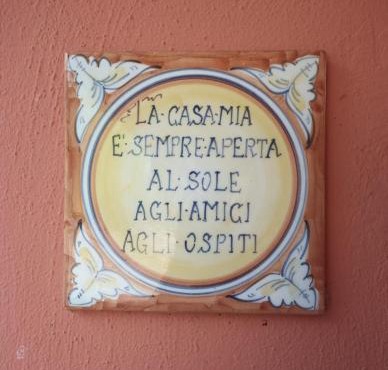 LA·CASA·MIA
E'·SEMPRE·APERTA
AL·SOLE
AGLI·AMICI
AGLI·OSPITI